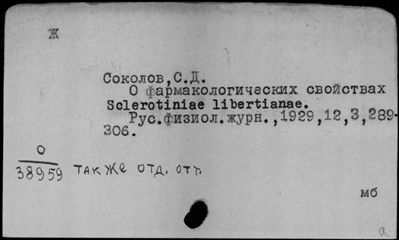 Ж
Соколов,С.Д.
О фармакологических свойствах
Sclerotiniae libertianae.
Рус.физиол.журн.,1929,12,3,289-
306.
О
38959 также отд. отт.
мб
а